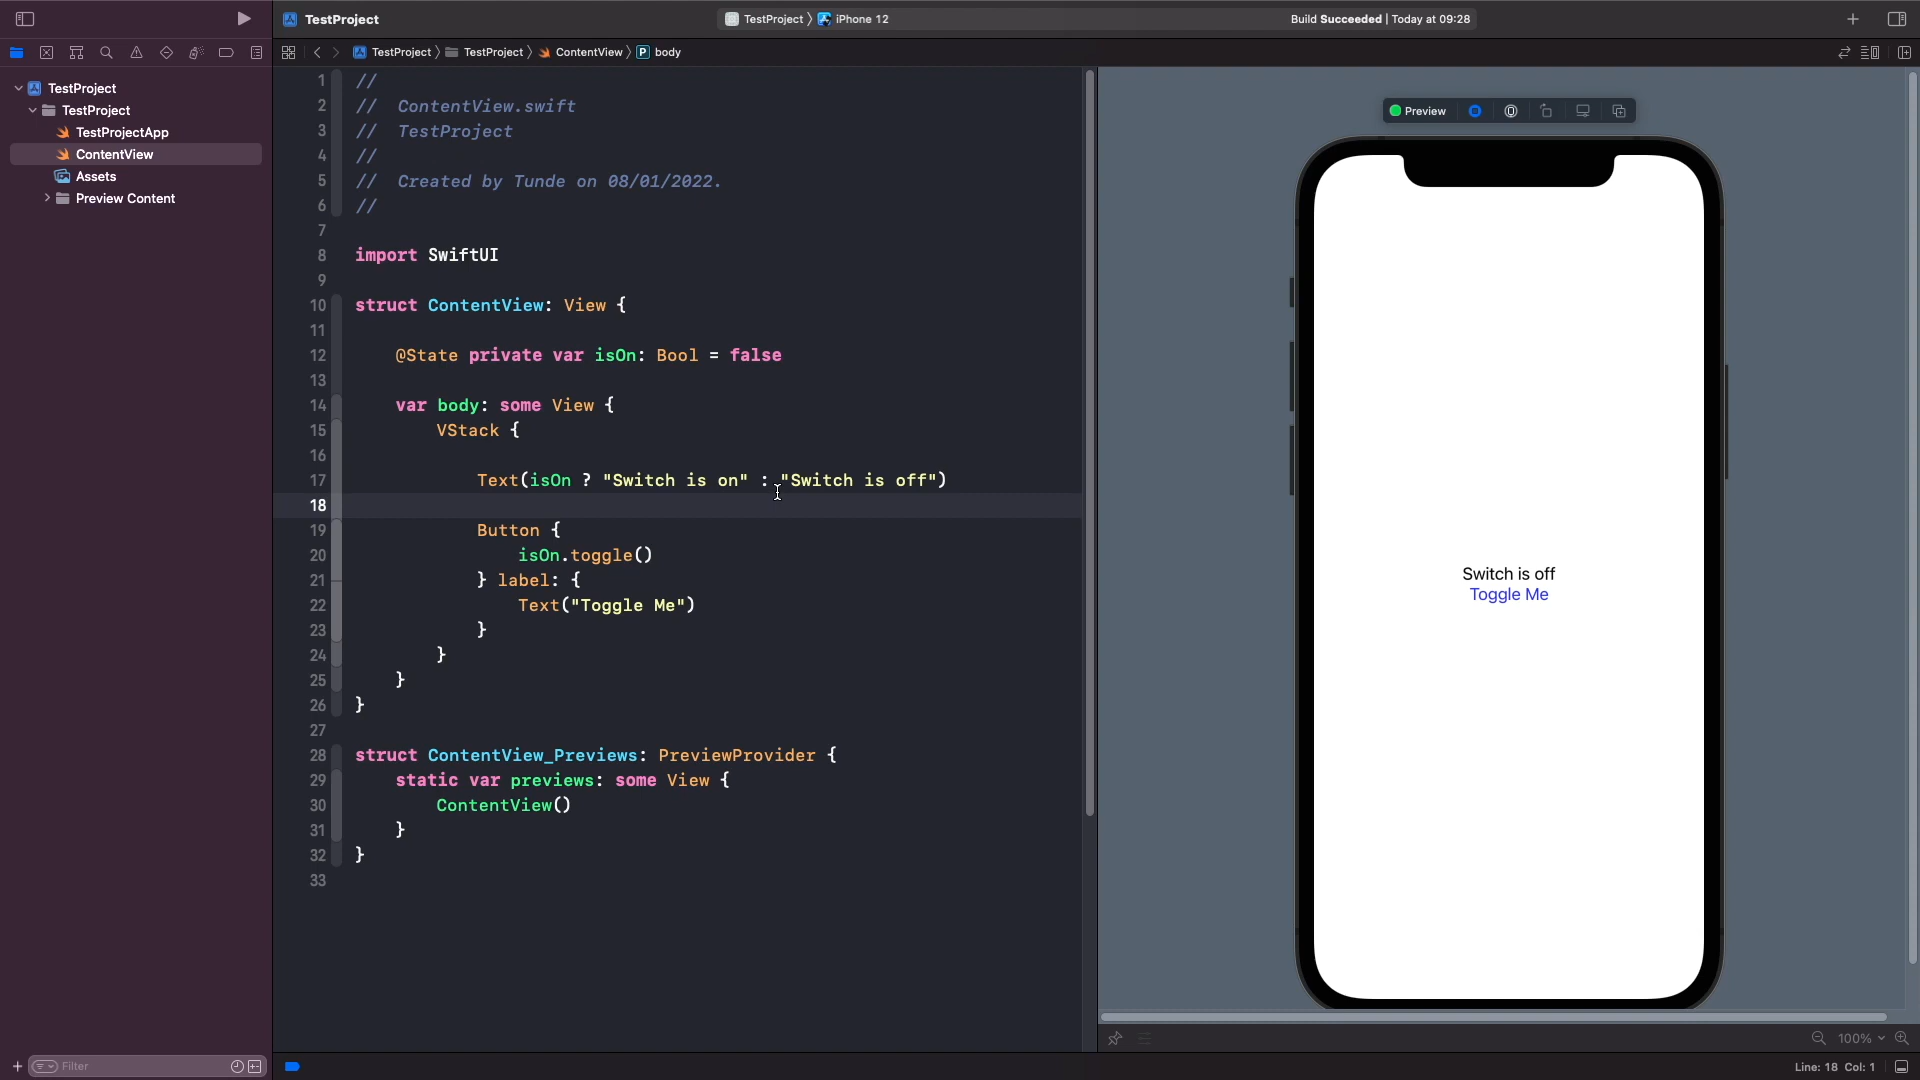 TestProject
TestProject 〉 iPhone 12
Build Succeeded | Today at 09:28
TestProject 〉 TestProject 〉 ContentView 〉 P body
TestProject
TestProject
TestProjectApp
ContentView
Assets
Preview Content
1 //
2 //  ContentView.swift
3 //  TestProject
4 //
5 //  Created by Tunde on 08/01/2022.
6 //
7
8 import SwiftUI
9
10 struct ContentView: View {
11
12     @State private var isOn: Bool = false
13
14     var body: some View {
15         VStack {
16
17             Text(isOn ? "Switch is on" : "Switch is off")
18
19             Button {
20                 isOn.toggle()
21             } label: {
22                 Text("Toggle Me")
23             }
24         }
25     }
26 }
27
28 struct ContentView_Previews: PreviewProvider {
29     static var previews: some View {
30         ContentView()
31     }
32 }
33
Preview
Switch is off
Toggle Me
100%
Filter
Line: 18 Col: 1